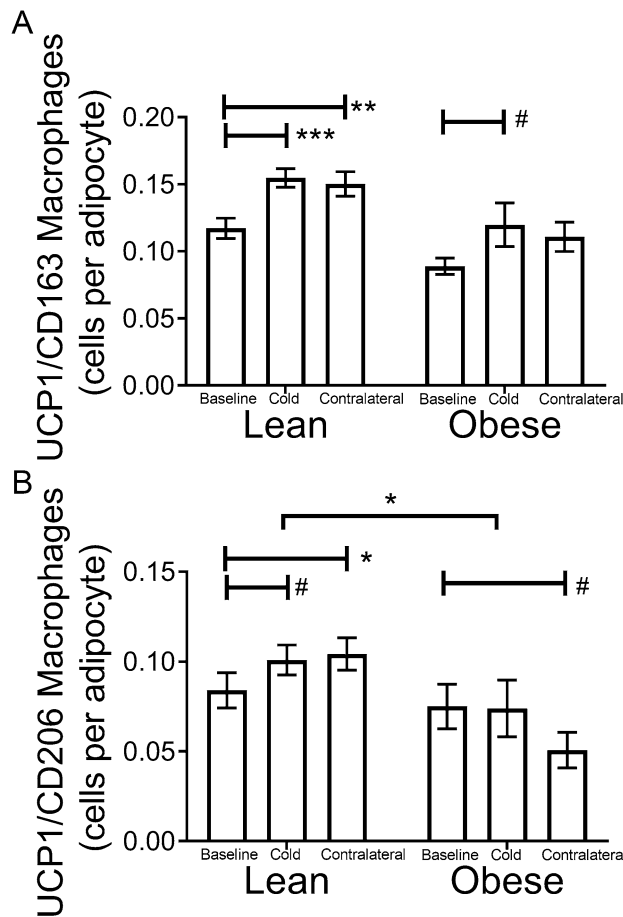 A
UCP1/CD163 Macrophages
(cells per adipocyte)
**
***
#
0.20
0.15
0.10
0.05
0.00
Baseline Cold Contralateral Baseline Cold Contralateral
Lean Obese
B
UCP1/CD206 Macrophages
(cells per adipocyte)
*
*
#
#
0.15
0.10
0.05
0.00
Baseline Cold Contralateral Baseline Cold Contralatera
Lean Obese